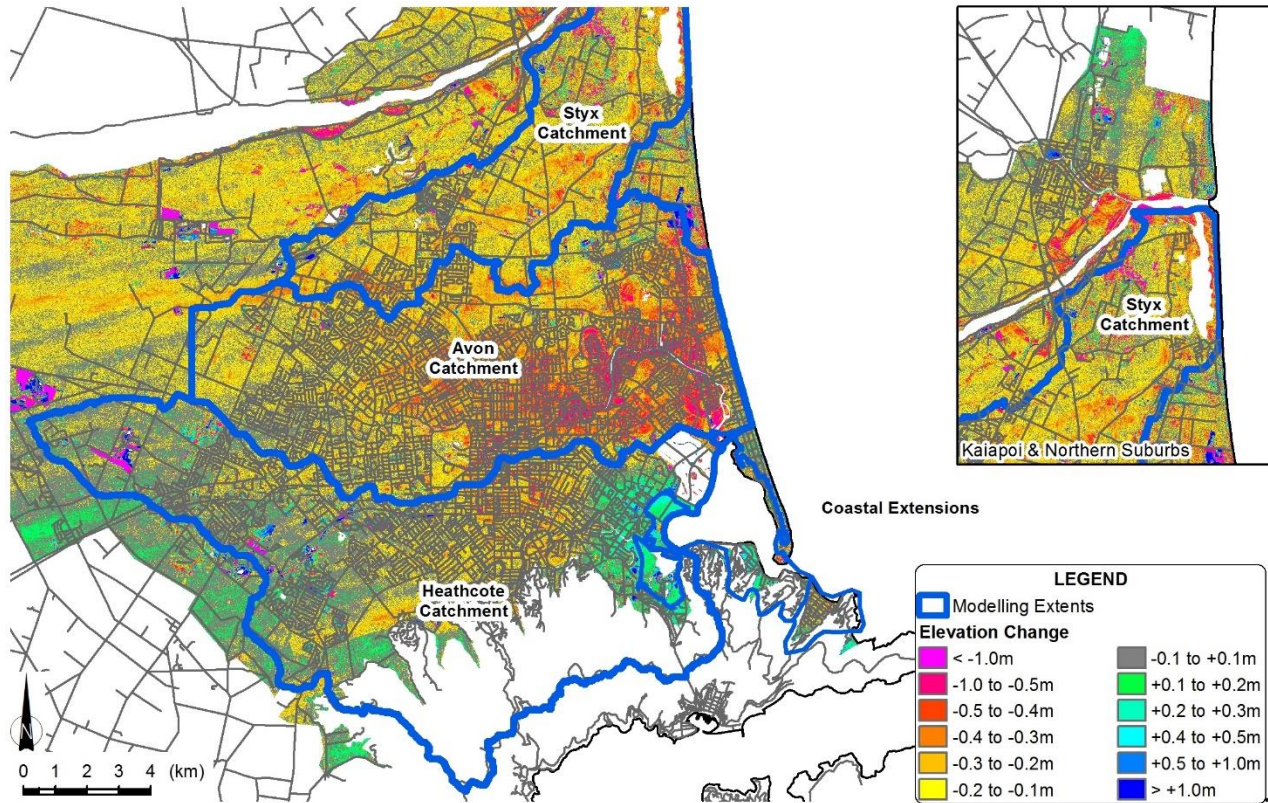 Styx
Catchment
Avon
Catchment
Heathcote
Catchment
Coastal Extensions
Styx
Catchment
Kaiapoi & Northern Suburbs
N
0 1 2 3 4 (km)
LEGEND
Modelling Extents
Elevation Change
< -1.0m
-1.0 to -0.5m
-0.5 to -0.4m
-0.4 to -0.3m
-0.3 to -0.2m
-0.2 to -0.1m
-0.1 to +0.1m
+0.1 to +0.2m
+0.2 to +0.3m
+0.4 to +0.5m
+0.5 to +1.0m
> +1.0m